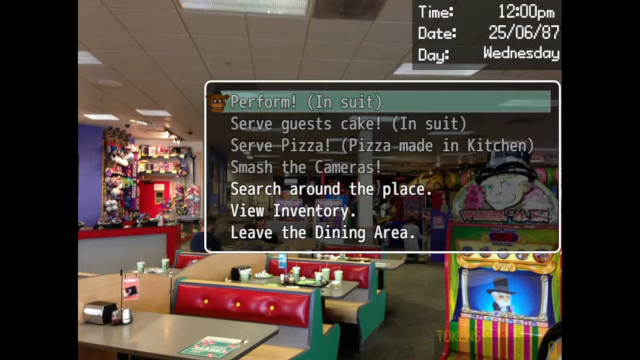 Time: 12:00pm
Date: 25/06/87
Day: Wednesday
Perform! (In suit)
Serve guests cake! (In suit)
Serve Pizza! (Pizza made in Kitchen)
Smash the Cameras!
Search around the place.
View Inventory.
Leave the Dining Area.
TOKENS